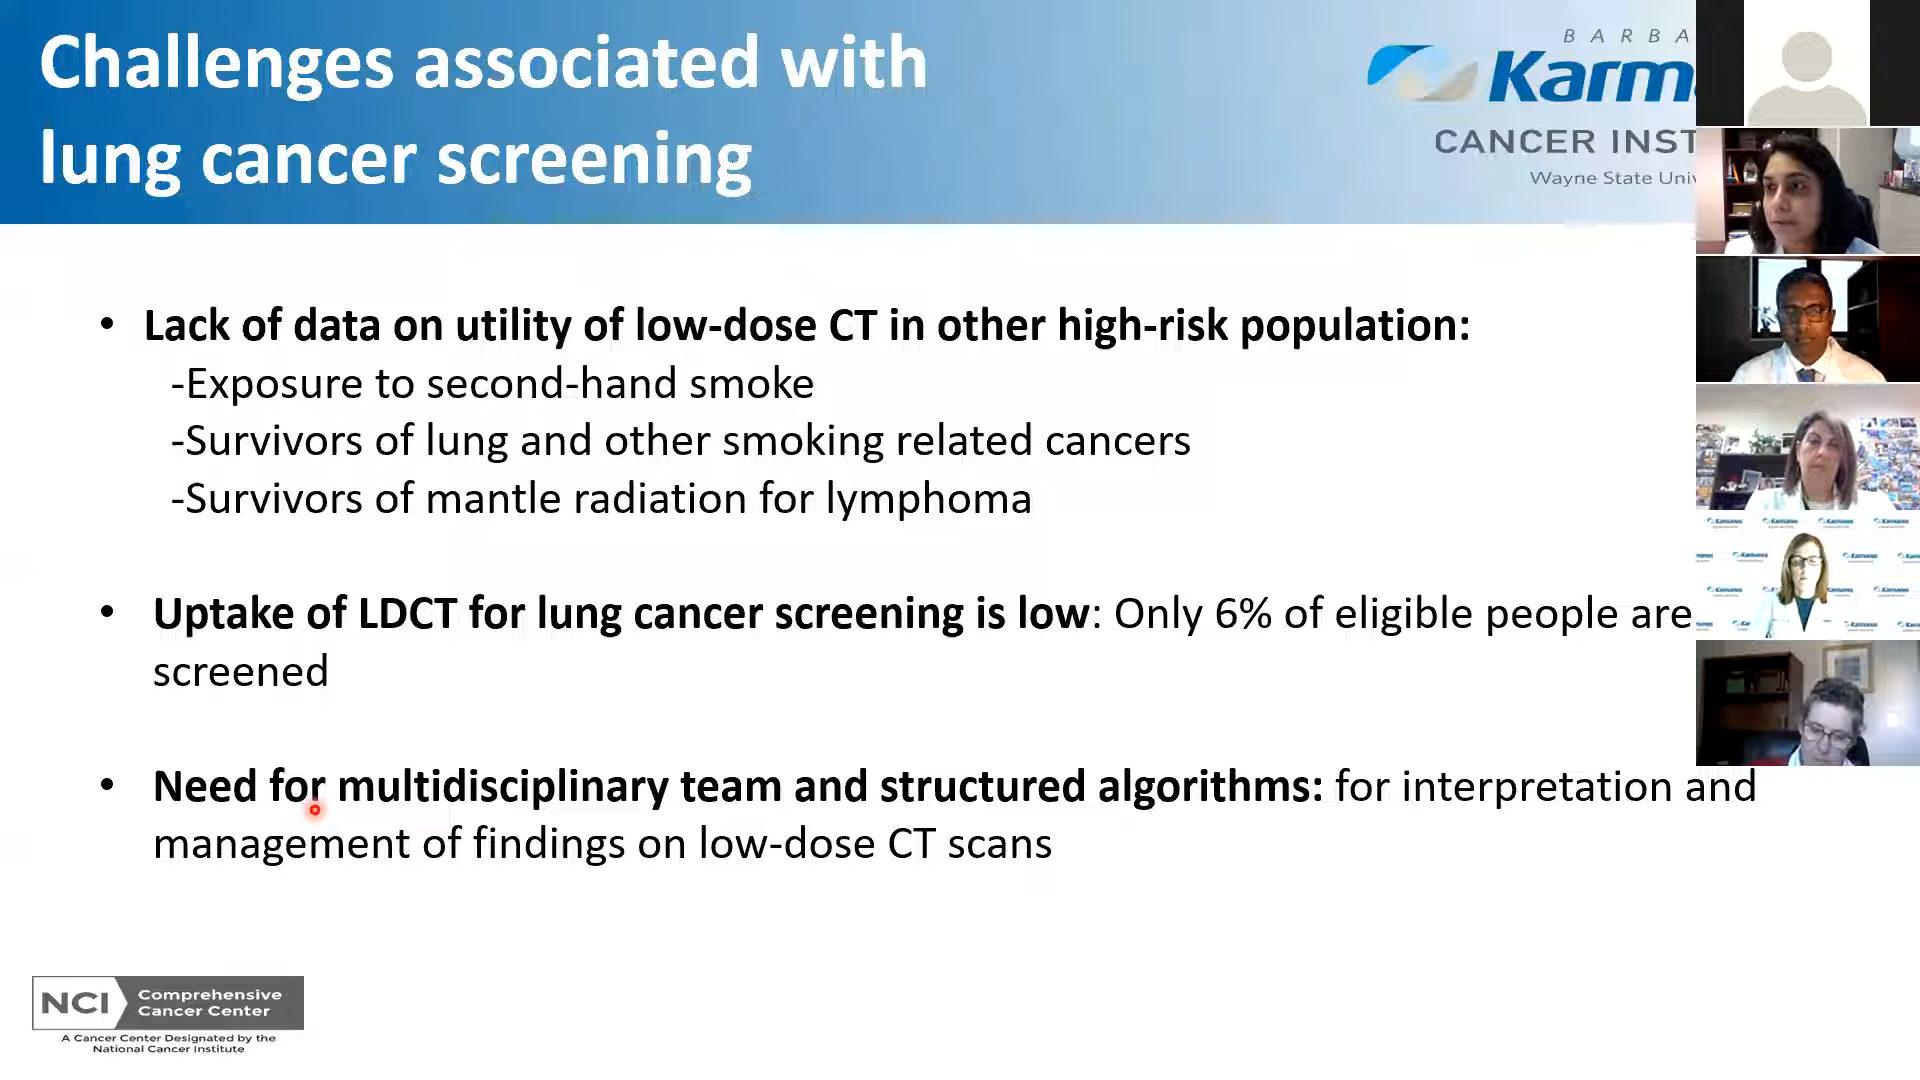 Challenges associated with
lung cancer screening
BARBA
Karm
CANCER INST
Wayne State Univ
• Lack of data on utility of low-dose CT in other high-risk population:
-Exposure to second-hand smoke
-Survivors of lung and other smoking related cancers
-Survivors of mantle radiation for lymphoma
• Uptake of LDCT for lung cancer screening is low: Only 6% of eligible people are
screened
• Need for multidisciplinary team and structured algorithms: for interpretation and
management of findings on low-dose CT scans
NCI Comprehensive
Cancer Center
A Cancer Center Designated by the
National Cancer Institute